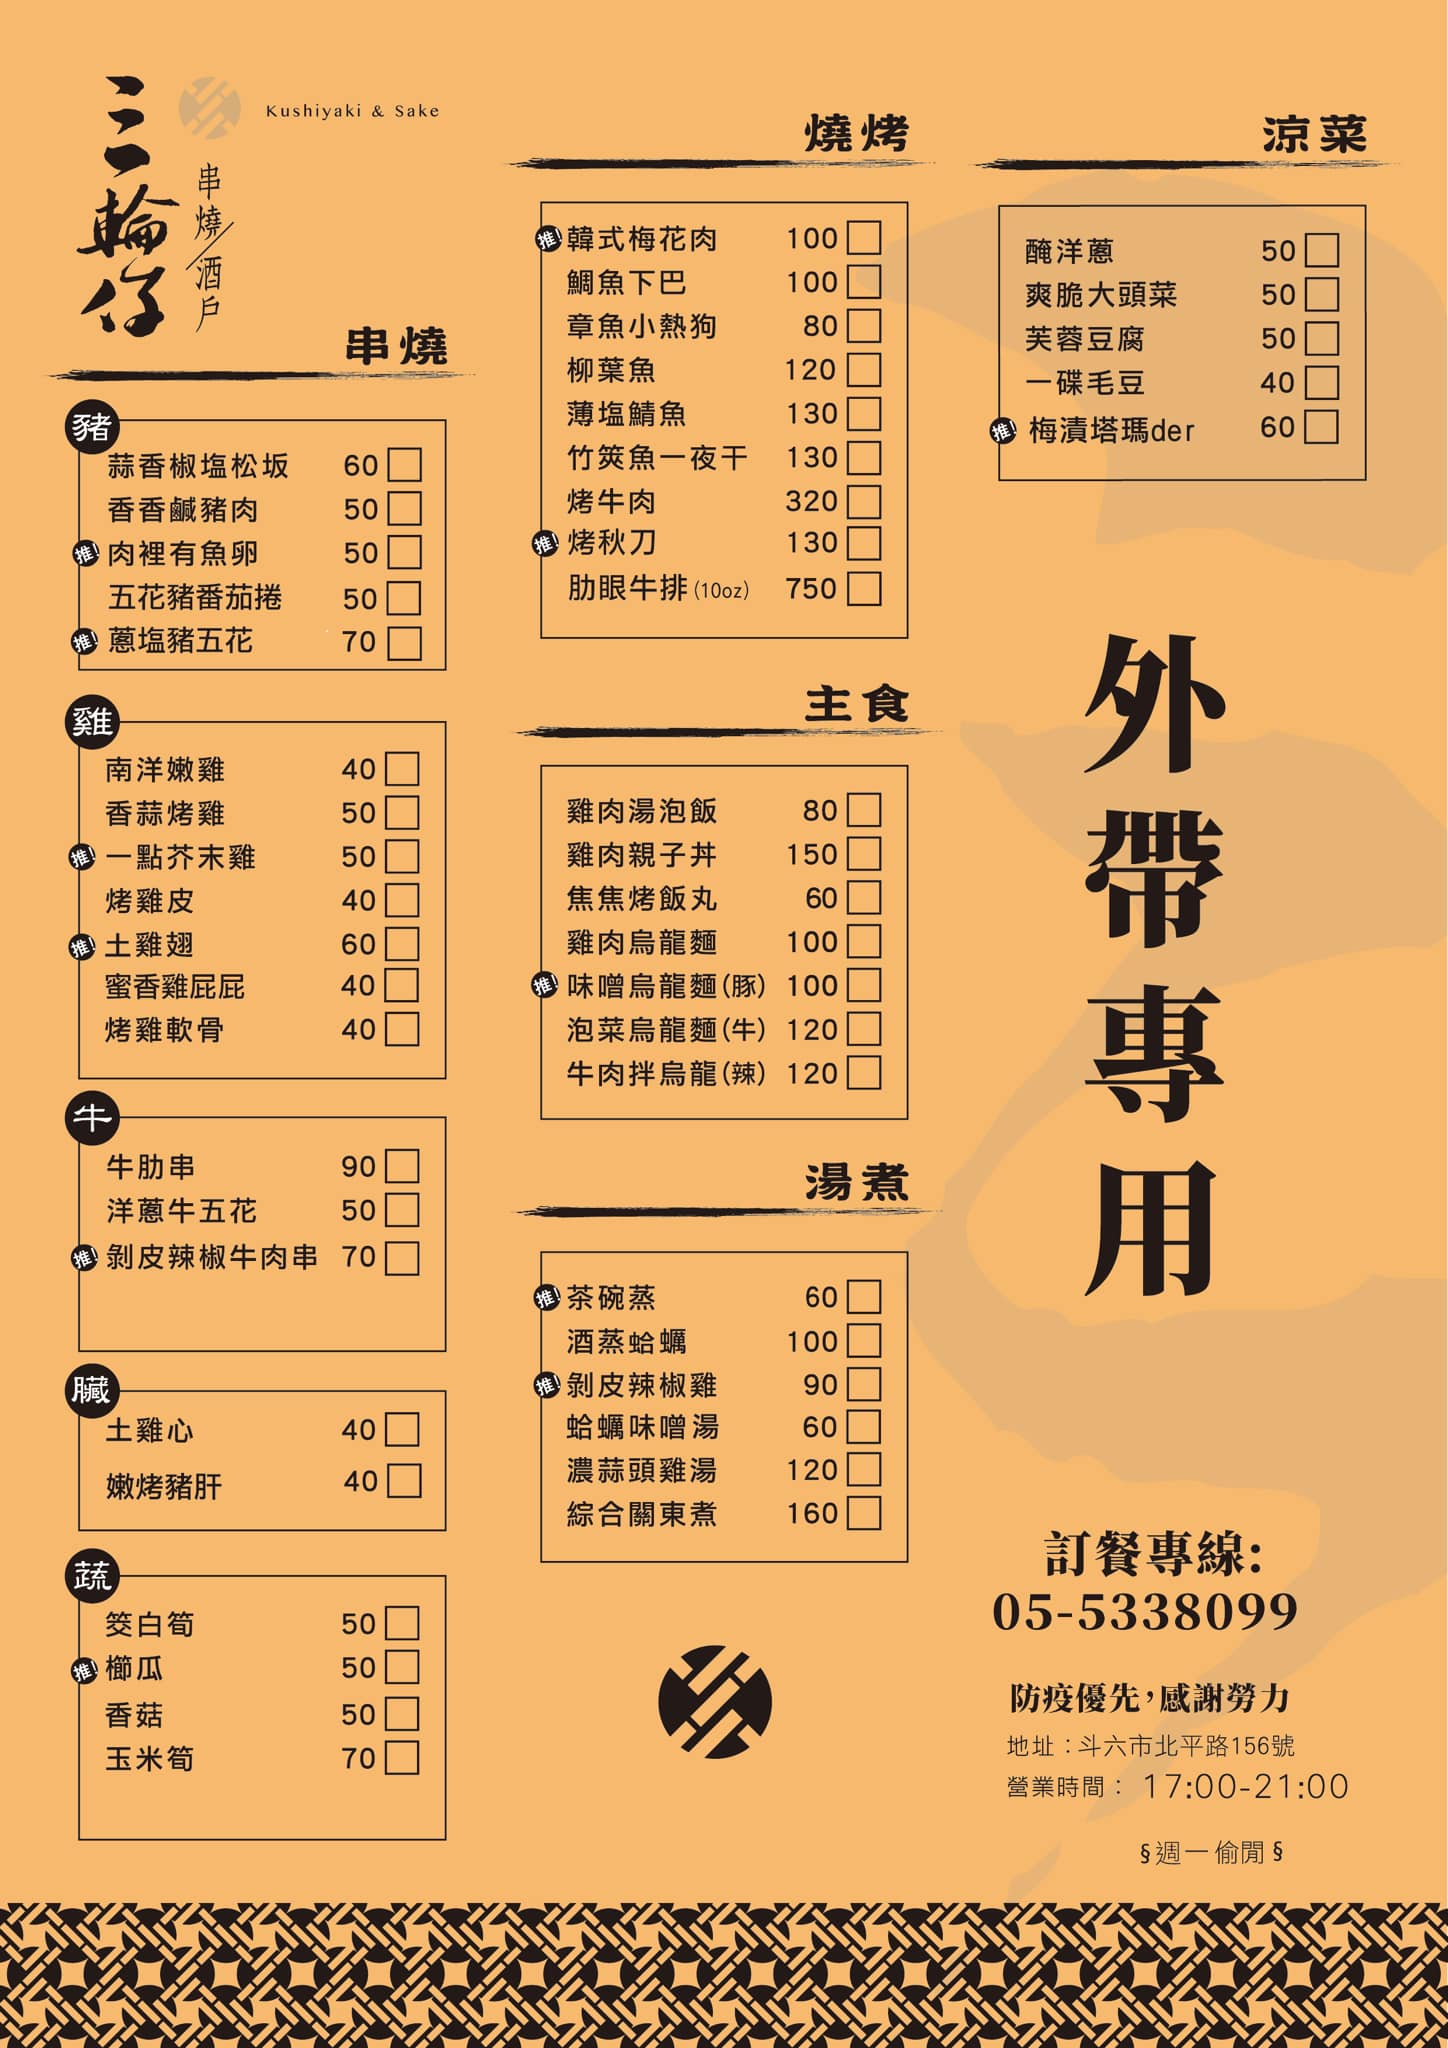 三輪仔
Kushiyaki & Sake
串燒/酒戶
串燒
豬
蒜香椒塩松坂 60
香香鹹豬肉 50
推! 肉裡有魚卵 50
五花豬番茄捲 50
推! 蔥塩豬五花 70
雞
南洋嫩雞 40
香蒜烤雞 50
推! 一點芥末雞 50
烤雞皮 40
推! 土雞翅 60
蜜香雞屁屁 40
烤雞軟骨 40
牛
牛肋串 90
洋蔥牛五花 50
推! 剝皮辣椒牛肉串 70
臟
土雞心 40
嫩烤豬肝 40
蔬
筊白筍 50
推! 櫛瓜 50
香菇 50
玉米筍 70
燒烤
推! 韓式梅花肉 100
鯛魚下巴 100
章魚小熱狗 80
柳葉魚 120
薄塩鯖魚 130
竹筴魚一夜干 130
烤牛肉 320
推! 烤秋刀 130
肋眼牛排(10oz) 750
主食
雞肉湯泡飯 80
雞肉親子丼 150
焦焦烤飯丸 60
雞肉烏龍麵 100
推! 味噌烏龍麵(豚) 100
泡菜烏龍麵(牛) 120
牛肉拌烏龍(辣) 120
湯煮
推! 茶碗蒸 60
酒蒸蛤蠣 100
推! 剝皮辣椒雞 90
蛤蠣味噌湯 60
濃蒜頭雞湯 120
綜合關東煮 160
涼菜
醃洋蔥 50
爽脆大頭菜 50
芙蓉豆腐 50
一碟毛豆 40
推! 梅漬塔瑪der 60
外帶專用
訂餐專線:
05-5338099
防疫優先，感謝勞力
地址：斗六市北平路156號
營業時間： 17:00-21:00
§週一偷閒§